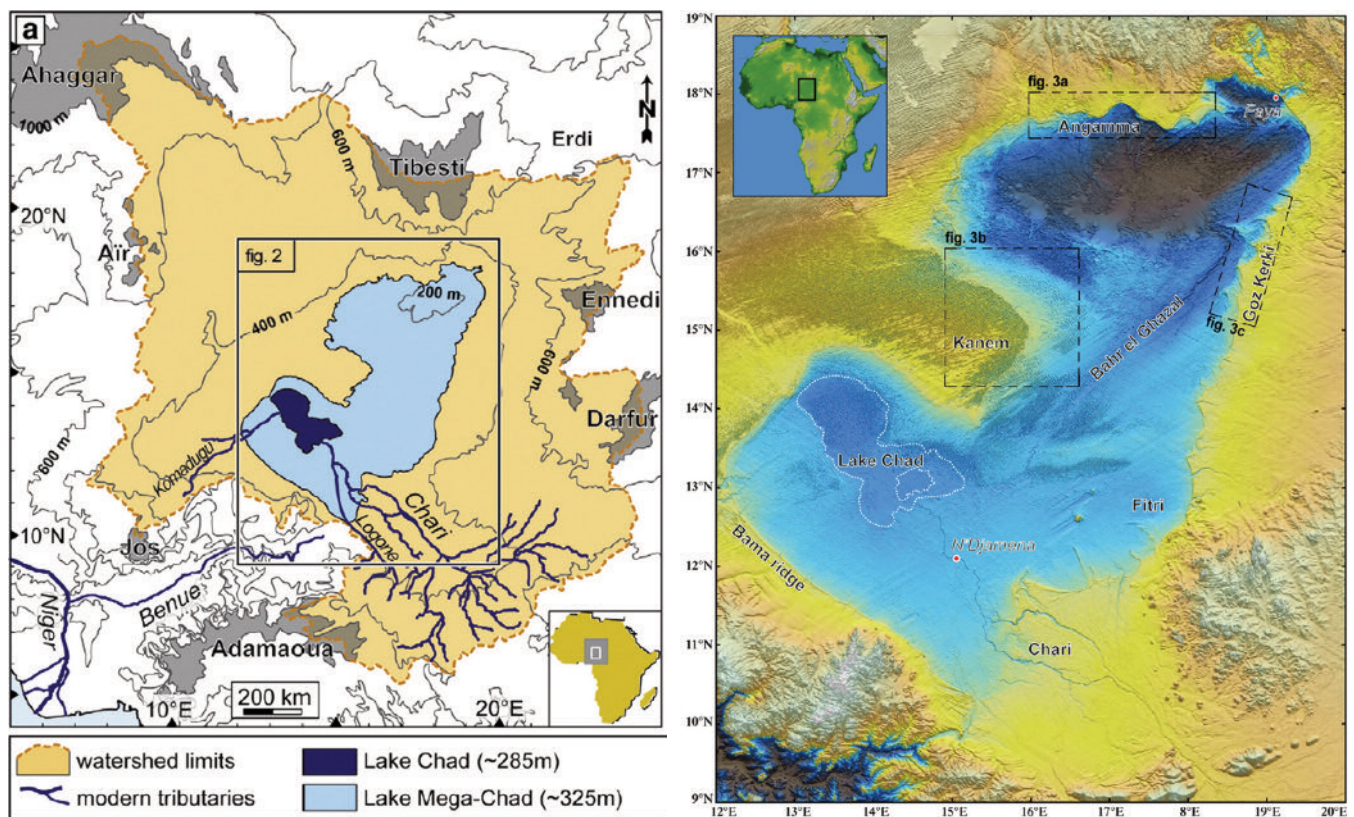 a
Ahaggar
1000 m
N
600 m
Erdi
Tibesti
20°N
Aïr
fig. 2
200 m
Ennedi
400 m
600 m
Darfur
600 m
Komadugu
Chari
Logone
10°N
Jos
Benue
Niger
Adamaoua
200 km
10°E
20°E
watershed limits
Lake Chad (~285m)
modern tributaries
Lake Mega-Chad (~325m)
19°N
18°N
fig. 3a
Faya
Angamma
17°N
16°N
fig. 3b
Goz Kerki
fig. 3c
15°N
Kanem
Bahr el Ghazal
14°N
Lake Chad
13°N
Fitri
N'Djamena
Bama ridge
12°N
11°N
Chari
10°N
9°N
12°E
13°E
14°E
15°E
16°E
17°E
18°E
19°E
20°E